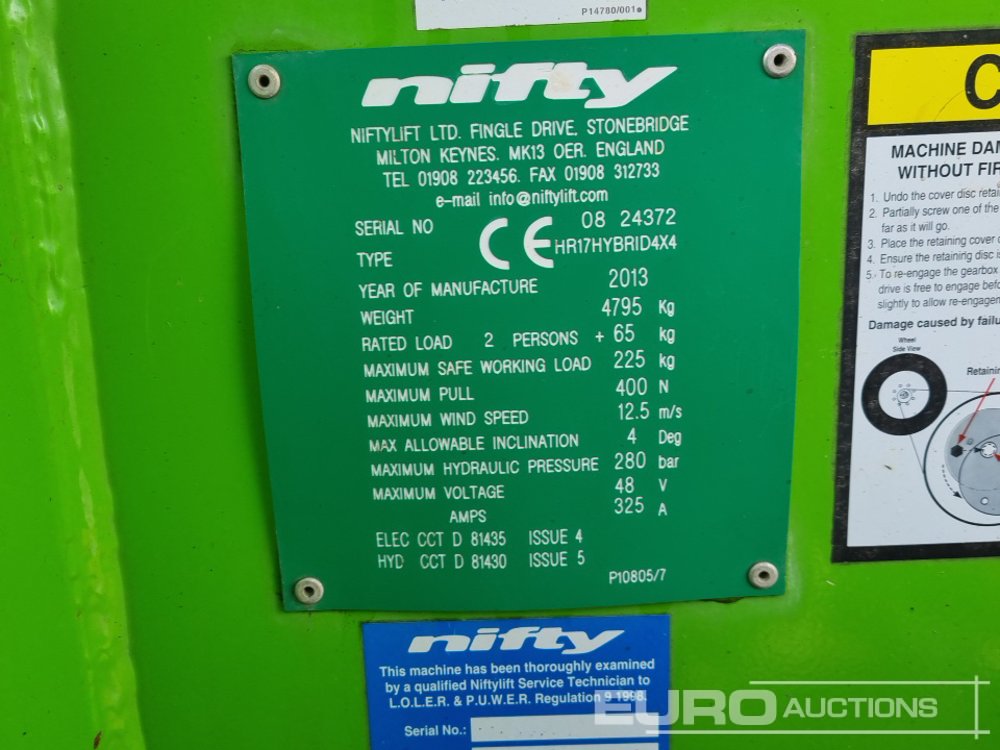 P14780/001
nifty
NIFTYLIFT LTD. FINGLE DRIVE, STONEBRIDGE
MILTON KEYNES. MK13 OER. ENGLAND
TEL 01908 223456. FAX 01908 312733
e-mail info@niftylift.com
SERIAL NO CE 08 24372
TYPE HR17HYBRID4X4
YEAR OF MANUFACTURE 2013
WEIGHT 4795 Kg
RATED LOAD 2 PERSONS + 65 kg
MAXIMUM SAFE WORKING LOAD 225 kg
MAXIMUM PULL 400 N
MAXIMUM WIND SPEED 12.5 m/s
MAX ALLOWABLE INCLINATION 4 Deg
MAXIMUM HYDRAULIC PRESSURE 280 bar
MAXIMUM VOLTAGE 48 V
AMPS 325 A
ELEC CCT D 81435 ISSUE 4
HYD CCT D 81430 ISSUE 5
P10805/7
nifty
This machine has been thoroughly examined
by a qualified Niftylift Service Technician to
L.O.L.E.R. & P.U.W.E.R. Regulation 9 1998.
Serial No.:
C
MACHINE DAM
WITHOUT FIR
1. Undo the cover disc retai
2. Partially screw one of the
far as it will go.
3. Place the retaining cover
4. Ensure the retaining disc is
5. To re-engage the gearbox
drive is free to engage befo
slightly to allow re-engagem
Damage caused by failu
Wheel
Side View
Retainin
EURO AUCTIONS